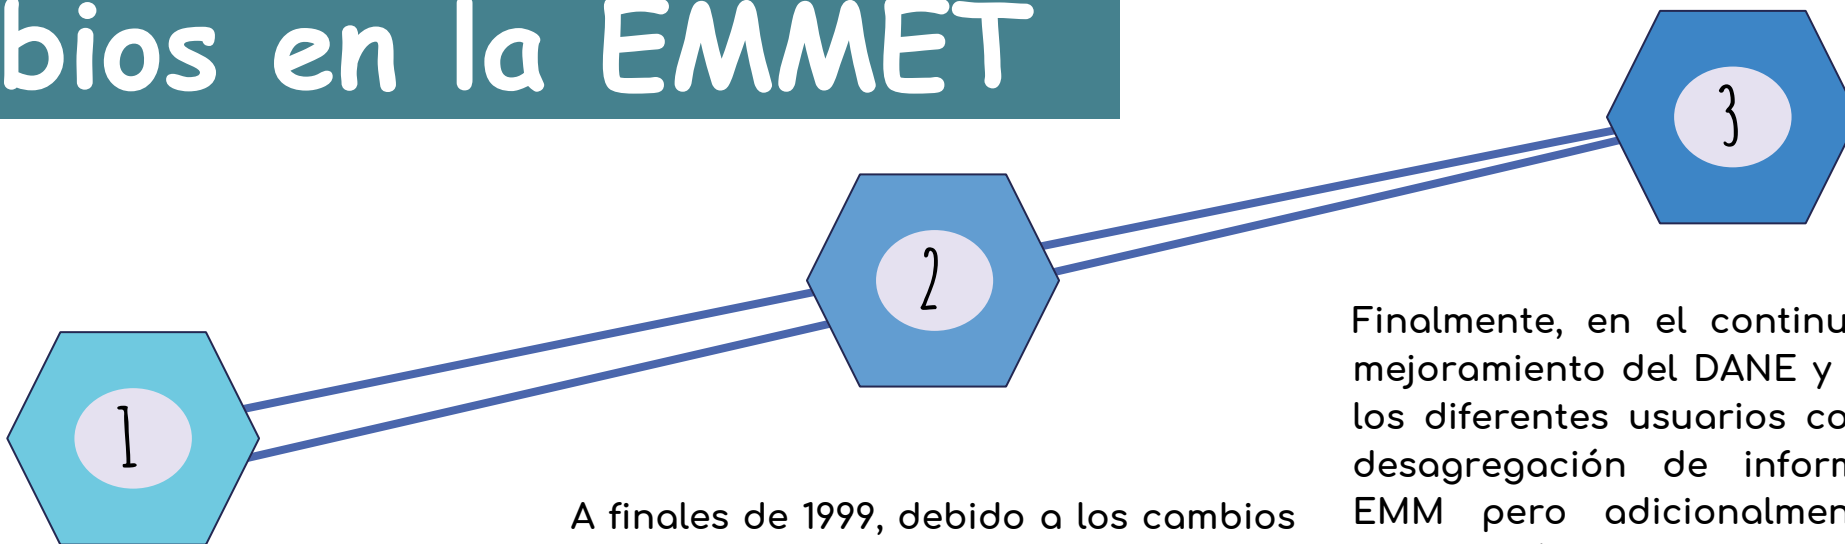 bios en la EMMET
1
2
3
A finales de 1999, debido a los cambios
Finalmente, en el continu
mejoramiento del DANE y
los diferentes usuarios co
desagregación de inform
EMM pero adicionalmen